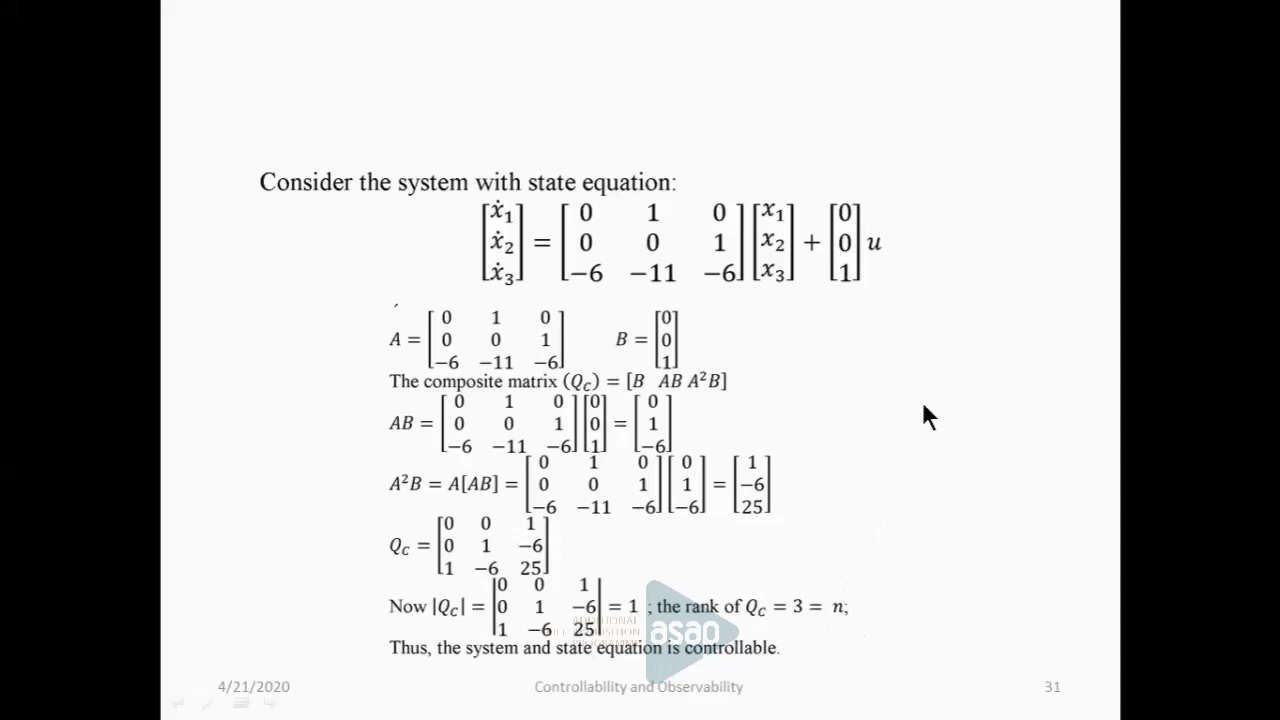 Consider the system with state equation:
[ẋ₁ ẋ₂ ẋ₃] = [0 1 0; 0 0 1; −6 −11 −6] [x₁ x₂ x₃] + [0 0 1] u
A = [0 1 0; 0 0 1; −6 −11 −6] B = [0 0 1]
The composite matrix (Q_c) = [B AB A²B]
AB = [0 1 0; 0 0 1; −6 −11 −6] [0 0 1] = [0 1 −6]
A²B = A[AB] = [0 1 0; 0 0 1; −6 −11 −6] [0 1 −6] = [1 −6 25]
Q_c = [0 0 1; 0 1 −6; 1 −6 25]
Now |Q_c| = |0 0 1; 0 1 −6; 1 −6 25| = 1 ; the rank of Q_c = 3 = n;
Thus, the system and state equation is controllable.
asap
4/21/2020 Controllability and Observability 31